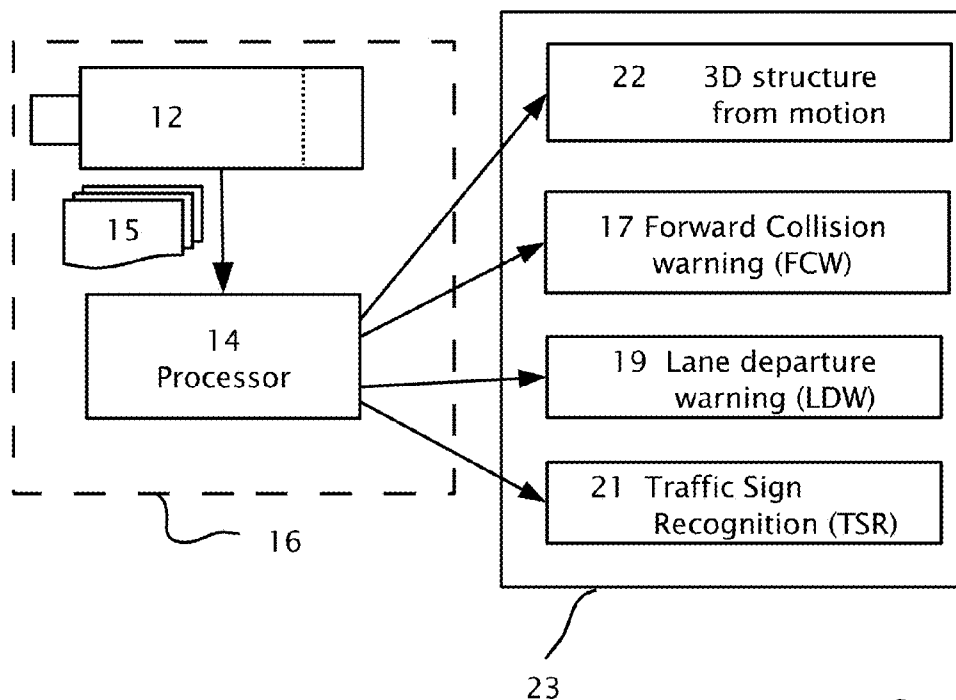 12
15
14
Processor
16
22 3D structure
from motion
17 Forward Collision
warning (FCW)
19 Lane departure
warning (LDW)
21 Traffic Sign
Recognition (TSR)
23